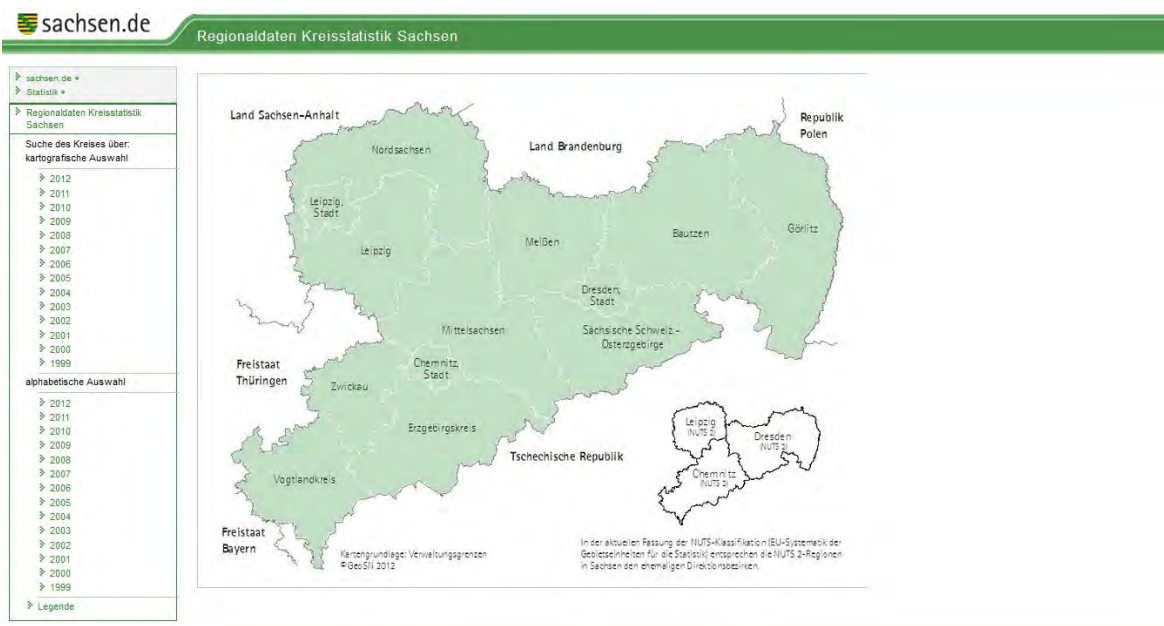 sachsen.de
Regionaldaten Kreisstatistik Sachsen
sachsen.de +
Statistik +
Regionaldaten Kreisstatistik
Sachsen
Suche des Kreises über:
kartografische Auswahl
2012
2011
2010
2009
2008
2007
2006
2005
2004
2003
2002
2001
2000
1999
alphabetische Auswahl
2012
2011
2010
2009
2008
2007
2006
2005
2004
2003
2002
2001
2000
1999
Legende
Land Sachsen-Anhalt
Republik
Polen
Land Brandenburg
Nordsachsen
Leipzig,
Stadt
Leipzig
Meißen
Bautzen
Görlitz
Dresden,
Stadt
Mittelsachsen
Sächsische Schweiz -
Osterzgebirge
Freistaat
Thüringen
Chemnitz,
Stadt
Zwickau
Erzgebirgskreis
Vogtlandkreis
Tschechische Republik
Leipzig
(NUTS 2)
Dresden
(NUTS 2)
Chemnitz
(NUTS 2)
Freistaat
Bayern
Kartengrundlage: Verwaltungsgrenzen
©GeoSN 2012
In der aktuellen Fassung der NUTS-Klassifikation (EU-Systematik der
Gebietseinheiten für die Statistik) entsprechen die NUTS 2-Regionen
in Sachsen den ehemaligen Direktionsbezirken.